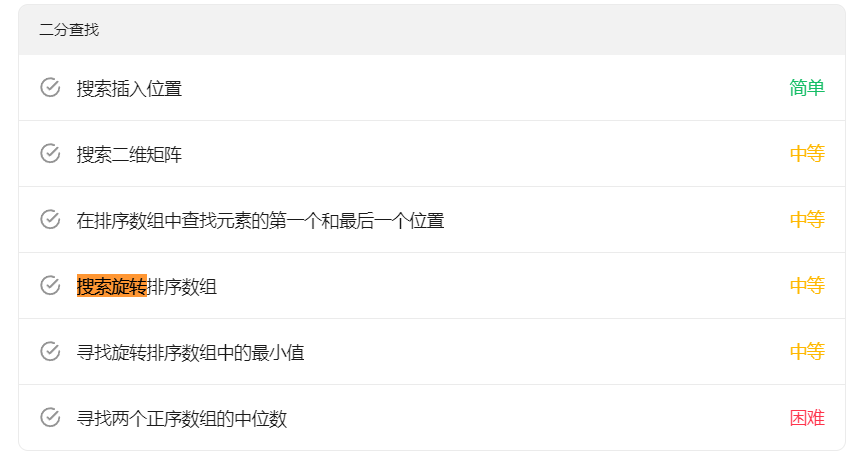 二分查找
搜索插入位置 简单
搜索二维矩阵 中等
在排序数组中查找元素的第一个和最后一个位置 中等
搜索旋转排序数组 中等
寻找旋转排序数组中的最小值 中等
寻找两个正序数组的中位数 困难